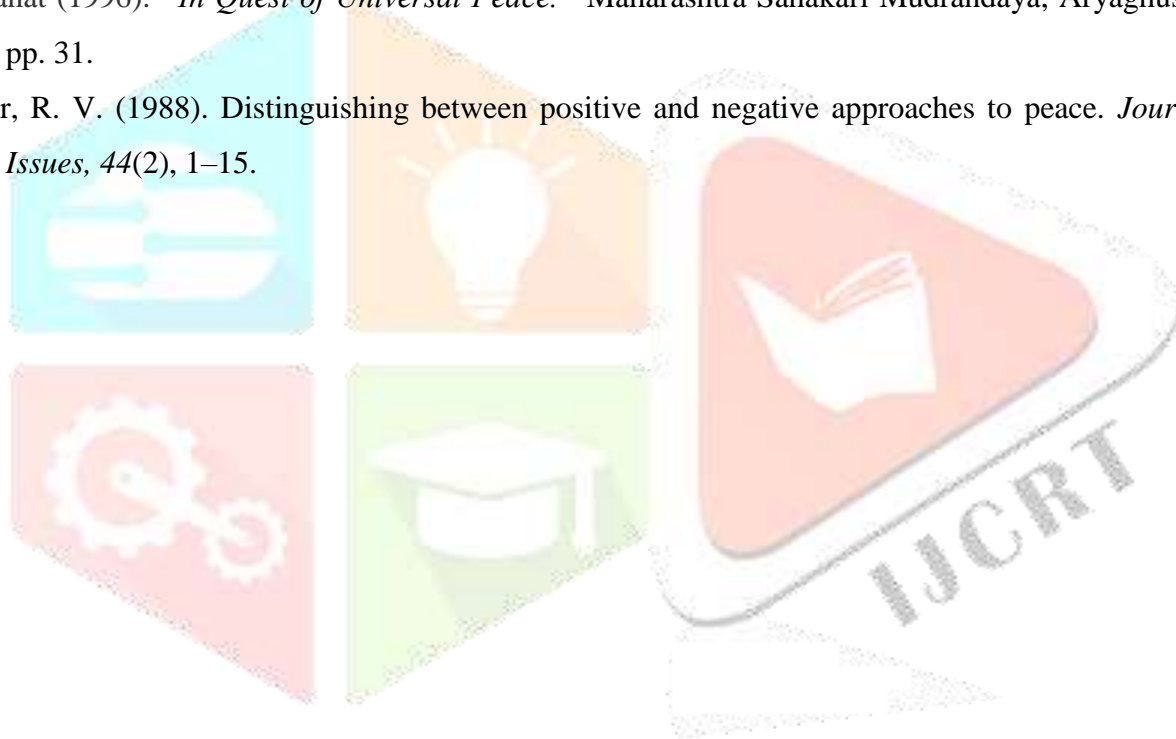 (1996). "In Quest of Universal Peace." Maharashtra Sahakari Mudrandaya,
pp. 31.
r, R. V. (1988). Distinguishing between positive and negative approaches to peace. Jour
Issues, 44(2), 1–15.
IJCRT